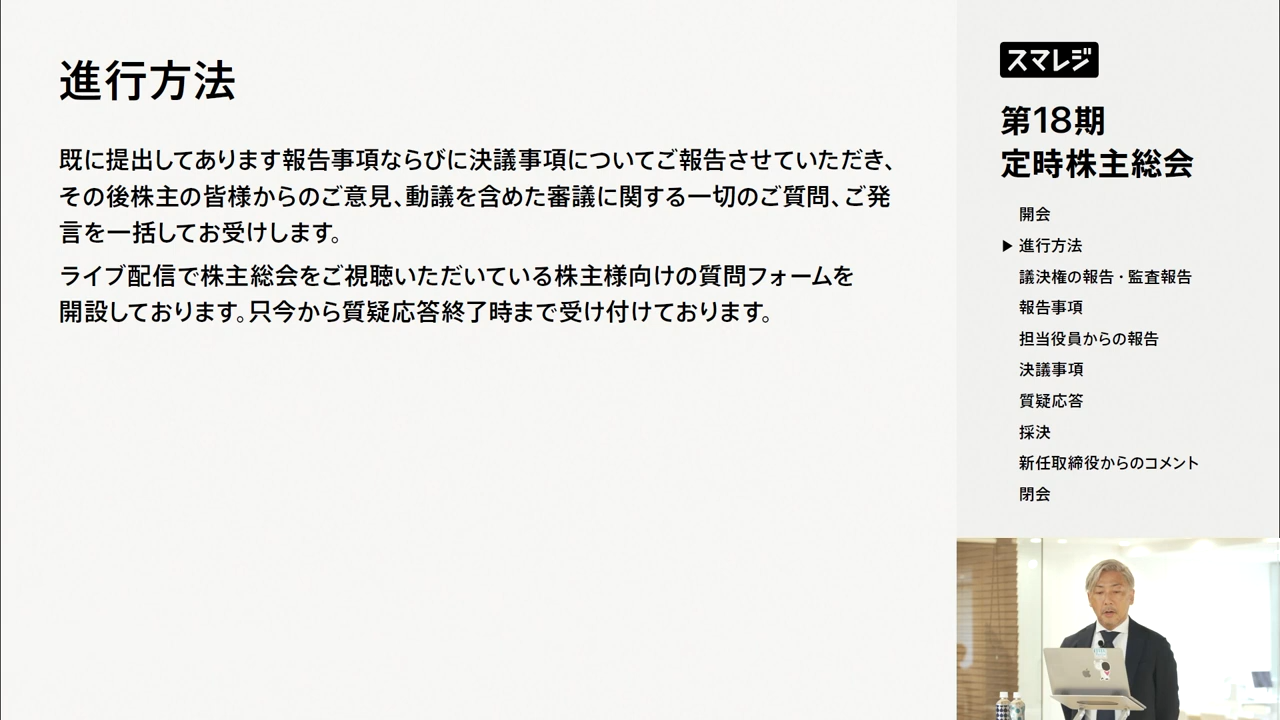 進行方法
既に提出してあります報告事項ならびに決議事項についてご報告させていただき、
その後株主の皆様からのご意見、動議を含めた審議に関する一切のご質問、ご発
言を一括してお受けします。
ライブ配信で株主総会をご視聴いただいている株主様向けの質問フォームを
開設しております。只今から質疑応答終了時まで受け付けております。
スマレジ
第18期
定時株主総会
開会
▶ 進行方法
議決権の報告・監査報告
報告事項
担当役員からの報告
決議事項
質疑応答
採決
新任取締役からのコメント
閉会